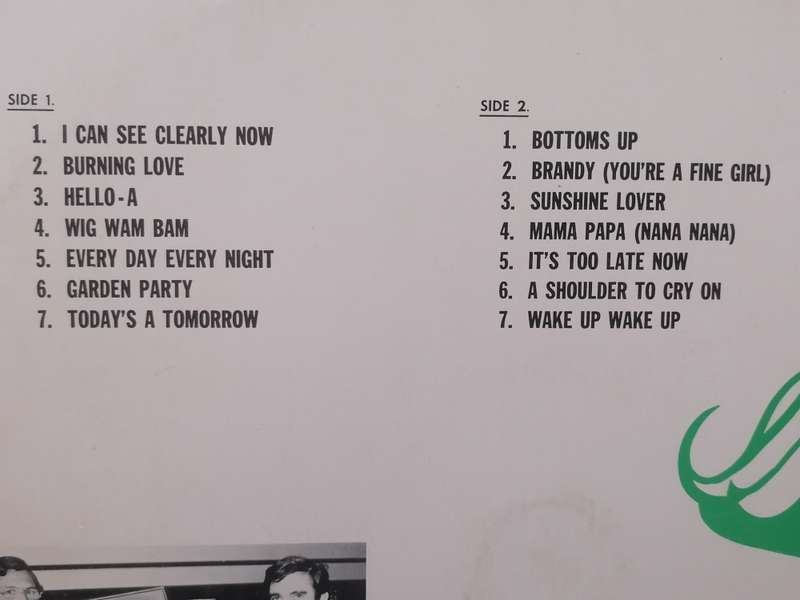 SIDE 1.
1. I CAN SEE CLEARLY NOW
2. BURNING LOVE
3. HELLO-A
4. WIG WAM BAM
5. EVERY DAY EVERY NIGHT
6. GARDEN PARTY
7. TODAY'S A TOMORROW
SIDE 2.
1. BOTTOMS UP
2. BRANDY (YOU'RE A FINE GIRL)
3. SUNSHINE LOVER
4. MAMA PAPA (NANA NANA)
5. IT'S TOO LATE NOW
6. A SHOULDER TO CRY ON
7. WAKE UP WAKE UP